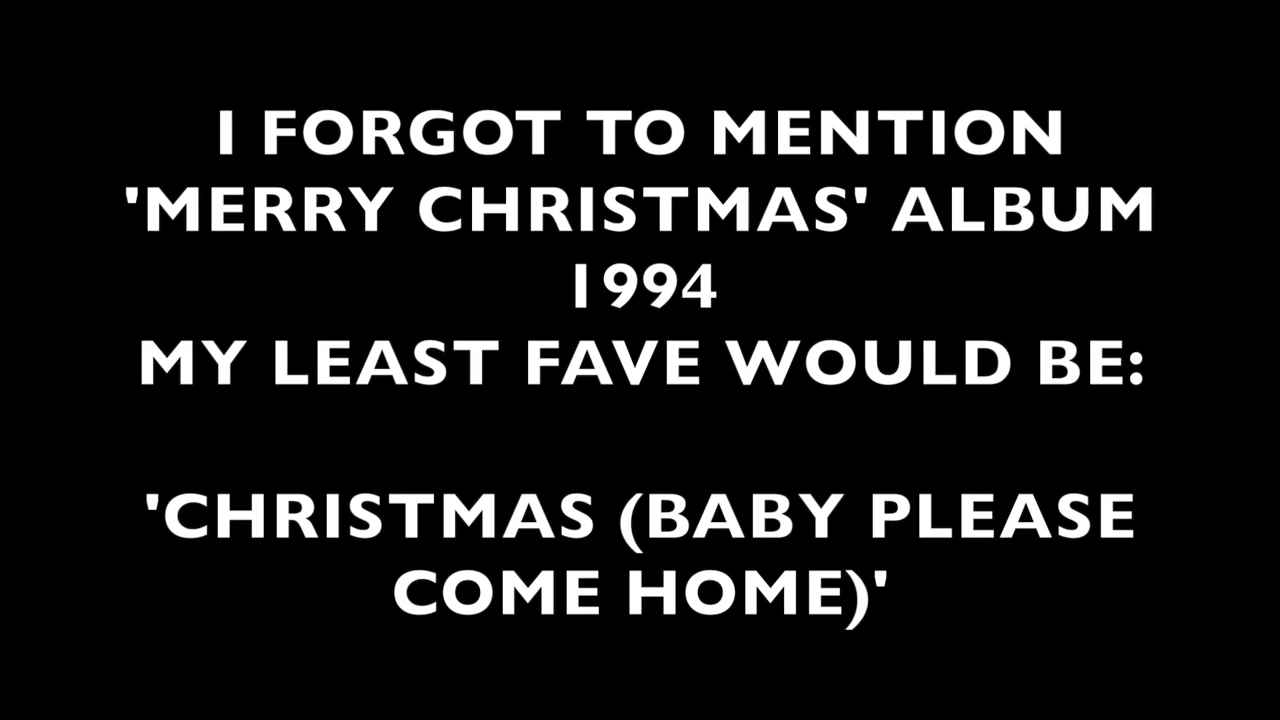 I FORGOT TO MENTION
'MERRY CHRISTMAS' ALBUM
1994
MY LEAST FAVE WOULD BE:
'CHRISTMAS (BABY PLEASE
COME HOME)'